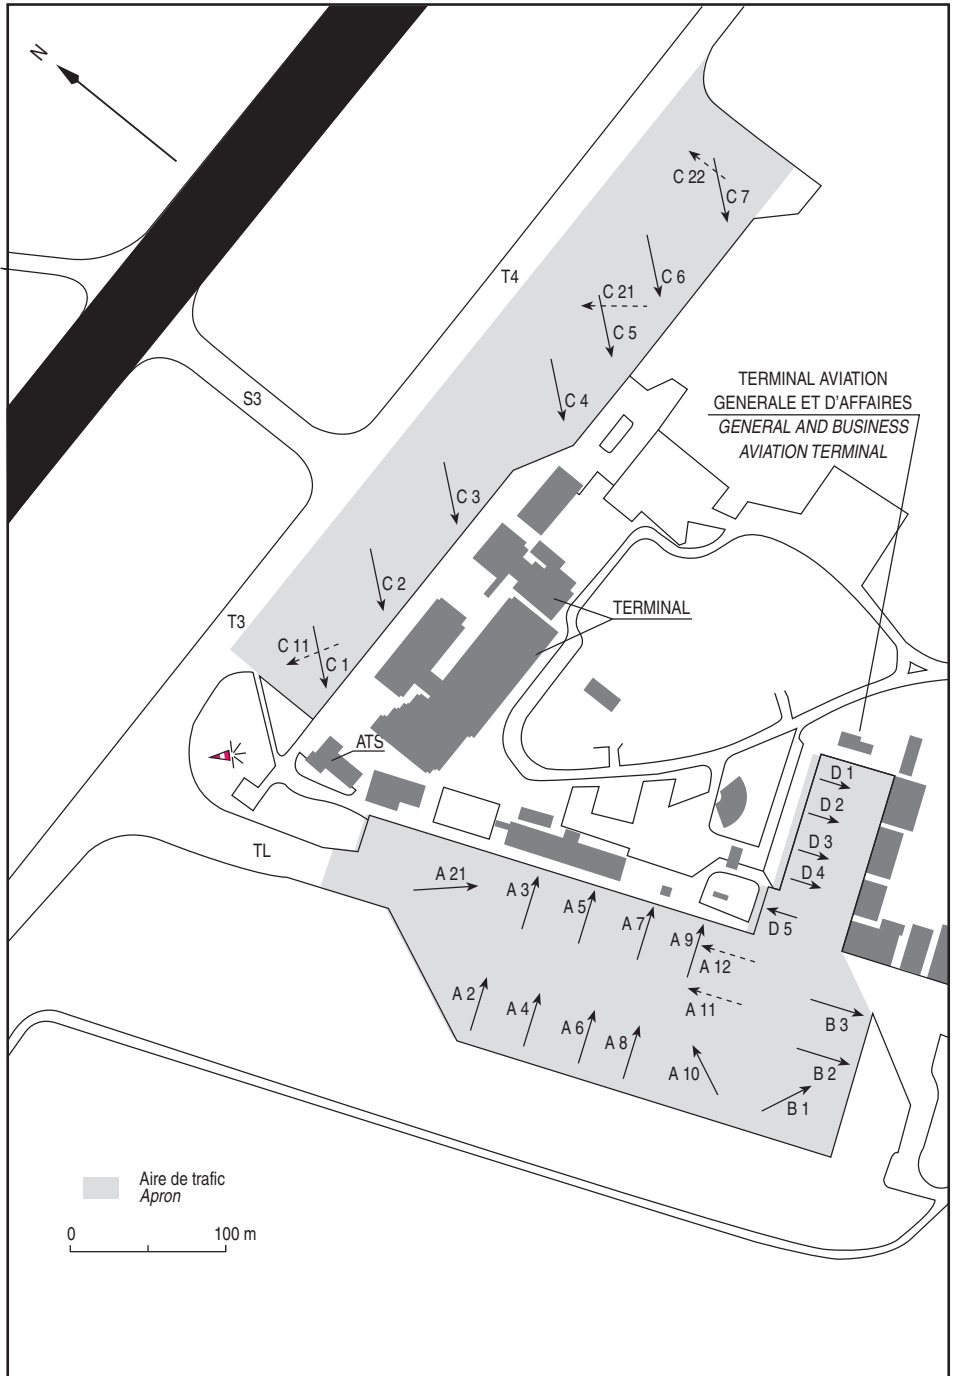 N
C 22
C 7
T4
C 6
C 21
C 5
TERMINAL AVIATION
GENERALE ET D'AFFAIRES
GENERAL AND BUSINESS
AVIATION TERMINAL
S3
C 4
C 3
C 2
TERMINAL
T3
C 11
C 1
ATS
D 1
D 2
TL
D 3
D 4
A 21
A 3
A 5
A 7
D 5
A 9
A 12
A 2
A 4
A 11
A 6
A 8
B 3
A 10
B 2
B 1
Aire de trafic
Apron
0 100 m